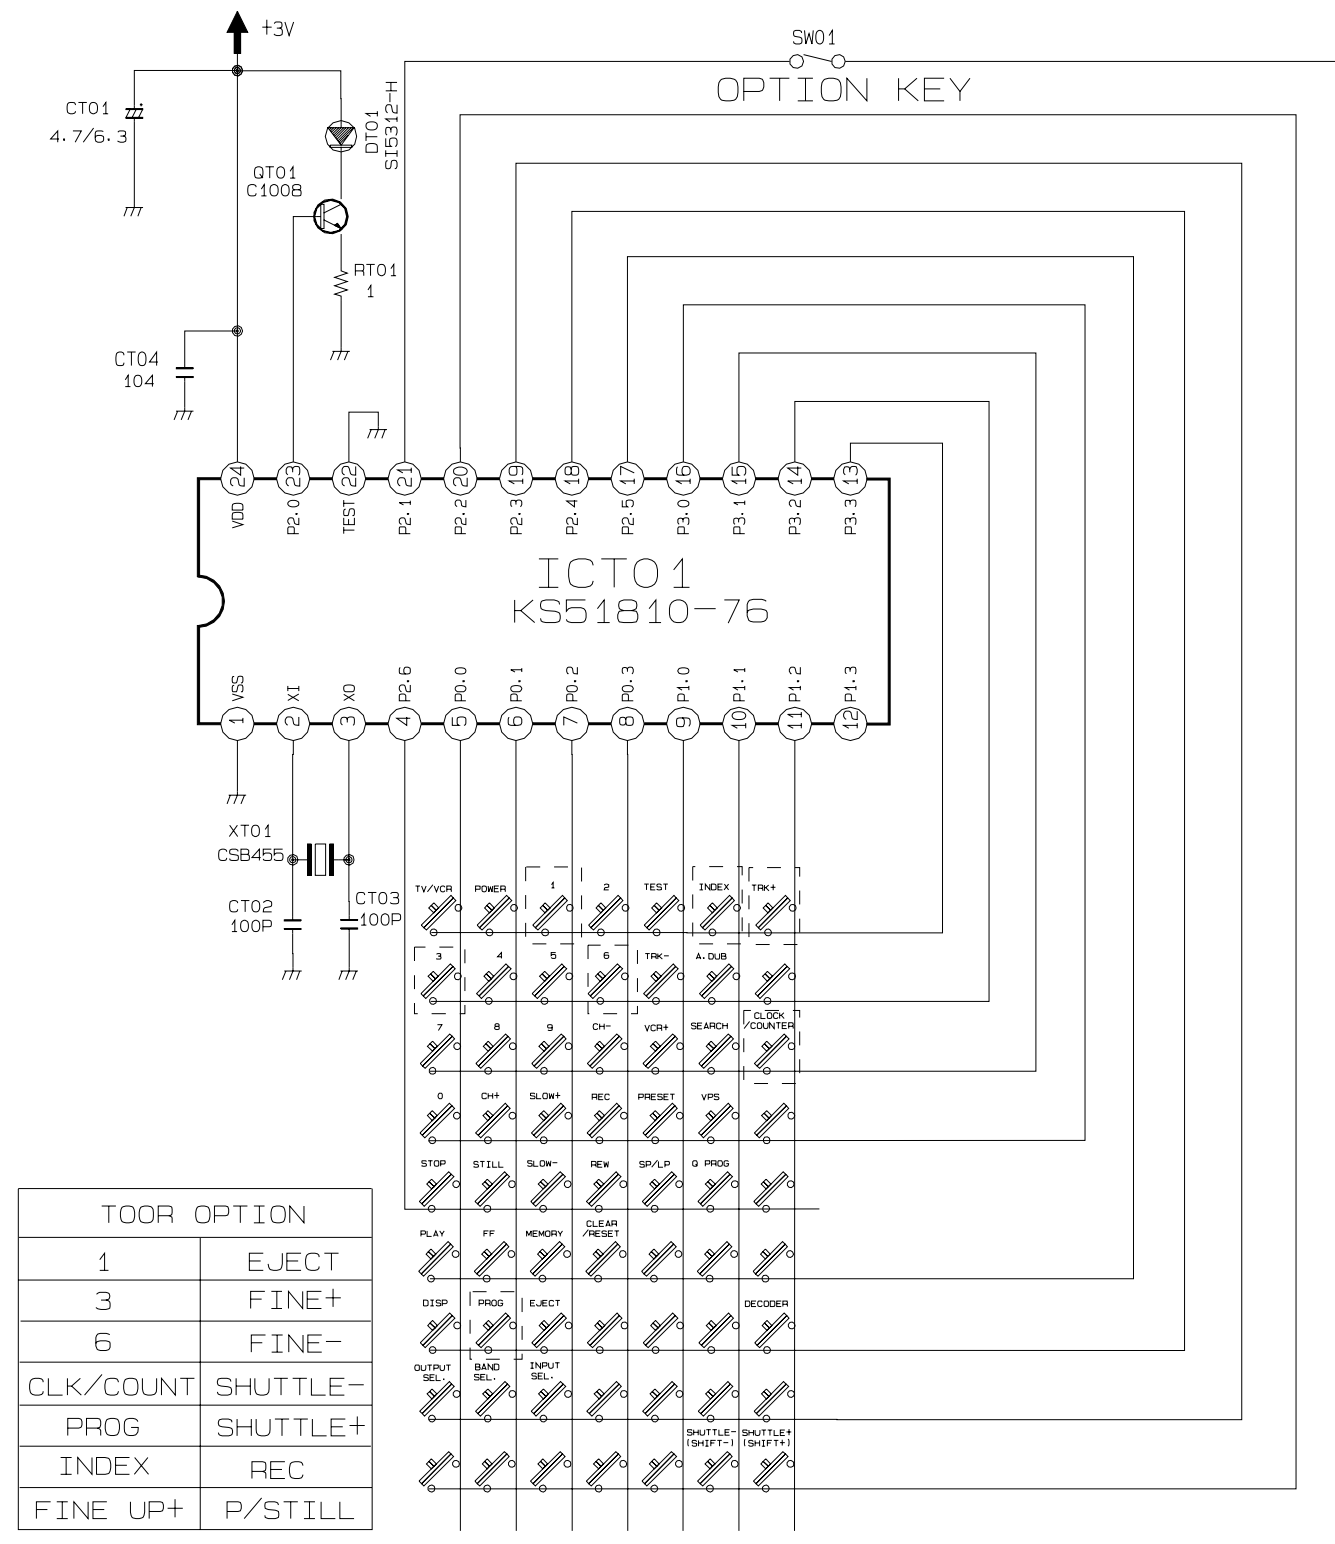 +3V
SW01
OPTION KEY
CT01
4.7/6.3
DT01
SI5312-H
QT01
C1008
RT01
1
CT04
104
24 23 22 21 20 19 18 17 16 15 14 13
VDD P2.0 TEST P2.1 P2.2 P2.3 P2.4 P2.5 P3.0 P3.1 P3.2 P3.3
ICT01
KS51810-76
VSS XI XO P2.6 P0.0 P0.1 P0.2 P0.3 P1.0 P1.1 P1.2 P1.3
1 2 3 4 5 6 7 8 9 10 11 12
XT01
CSB455
CT02
100P
CT03
100P
TV/VCR POWER 1 2 TEST INDEX TRK+
3 4 5 6 TRK- A.DUB
7 8 9 CH- VCR+ SEARCH CLOCK
/COUNTER
0 CH+ SLOW+ REC PRESET VPS
STOP STILL SLOW- REW SP/LP Q PROG
PLAY FF MEMORY CLEAR
/RESET
DISP PROG EJECT DECODER
OUTPUT
SEL.
BAND
SEL.
INPUT
SEL.
SHUTTLE-
(SHIFT-)
SHUTTLE+
(SHIFT+)
TOOR OPTION
1 EJECT
3 FINE+
6 FINE-
CLK/COUNT SHUTTLE-
PROG SHUTTLE+
INDEX REC
FINE UP+ P/STILL